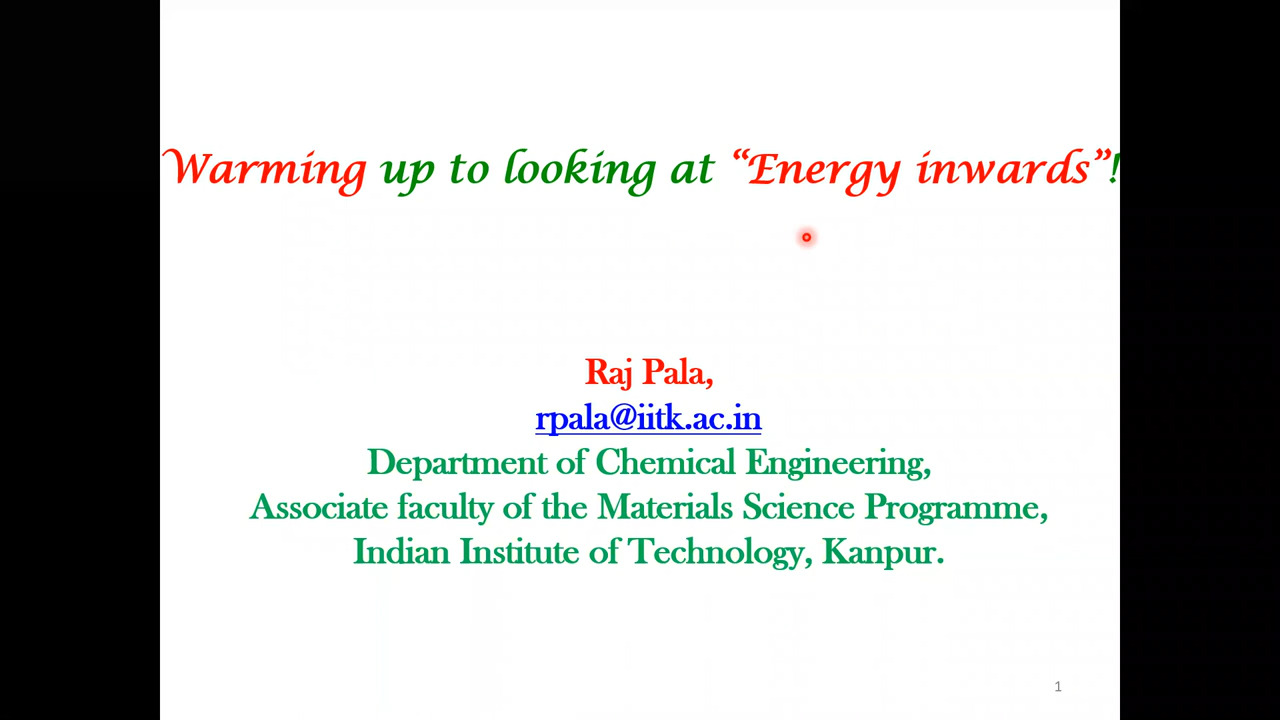 Warming up to looking at “Energy inwards”!
Raj Pala,
rpala@iitk.ac.in
Department of Chemical Engineering,
Associate faculty of the Materials Science Programme,
Indian Institute of Technology, Kanpur.
1